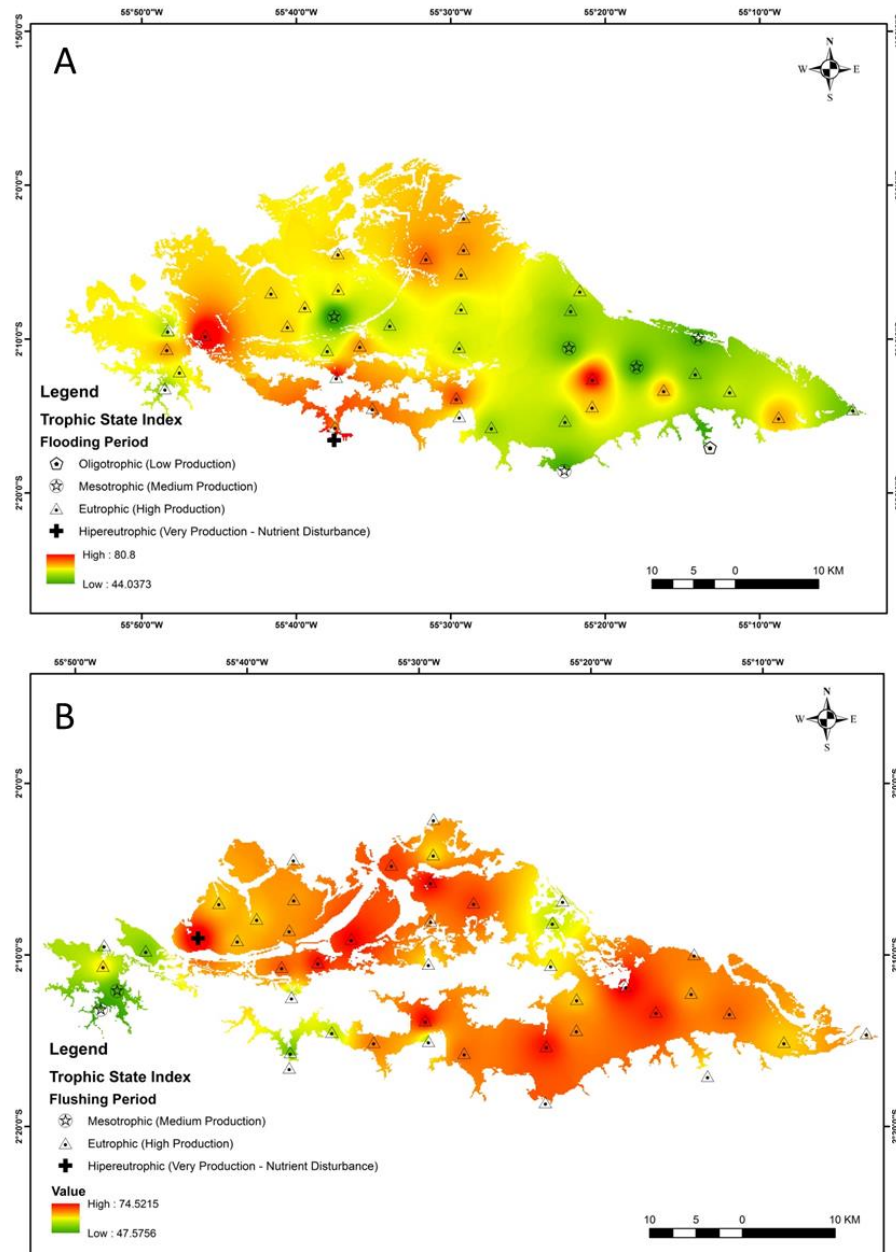 55°50'0"W 55°40'0"W 55°30'0"W 55°20'0"W 55°10'0"W
1°50'0"S
A
N
W E
S
2°0'0"S
2°10'0"S
Legend
Trophic State Index
Flooding Period
Oligotrophic (Low Production)
Mesotrophic (Medium Production)
2°20'0"S
Eutrophic (High Production)
Hipereutrophic (Very Production - Nutrient Disturbance)
High : 80.8
Low : 44.0373
10 5 0 10 KM
55°50'0"W 55°40'0"W 55°30'0"W 55°20'0"W 55°10'0"W
55°50'0"W 55°40'0"W 55°30'0"W 55°20'0"W 55°10'0"W
B
N
W E
S
2°0'0"S
2°10'0"S
Legend
Trophic State Index
Flushing Period
Mesotrophic (Medium Production)
2°20'0"S
Eutrophic (High Production)
Hipereutrophic (Very Production - Nutrient Disturbance)
Value
High : 74.5215
Low : 47.5756
10 5 0 10 KM